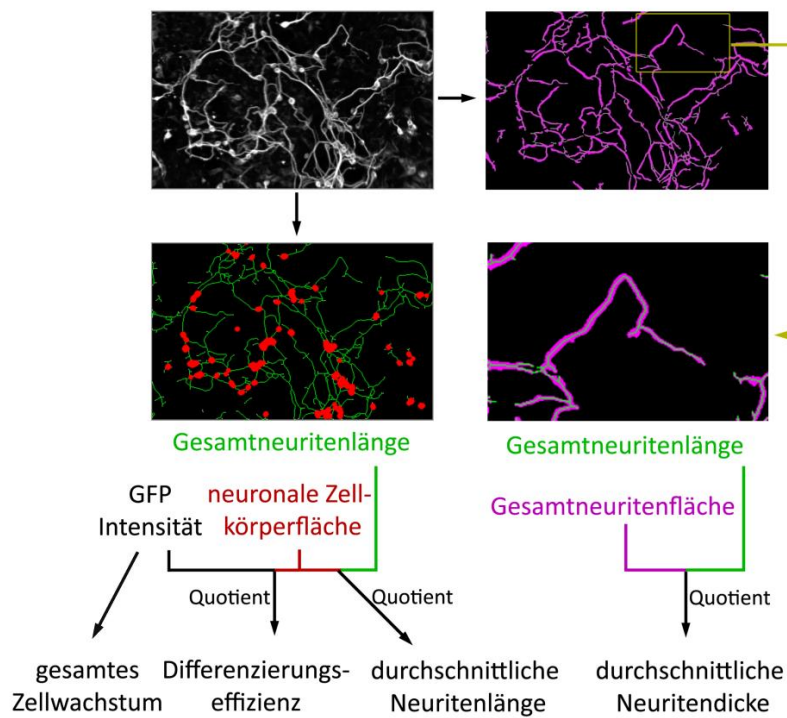 Gesamtneuritenlänge
GFP
Intensität
neuronale Zell-
körperfläche
Quotient
Quotient
gesamtes
Zellwachstum
Differenzierungs-
effizienz
durchschnittliche
Neuritenlänge
Gesamtneuritenlänge
Gesamtneuritenfläche
Quotient
durchschnittliche
Neuritendicke